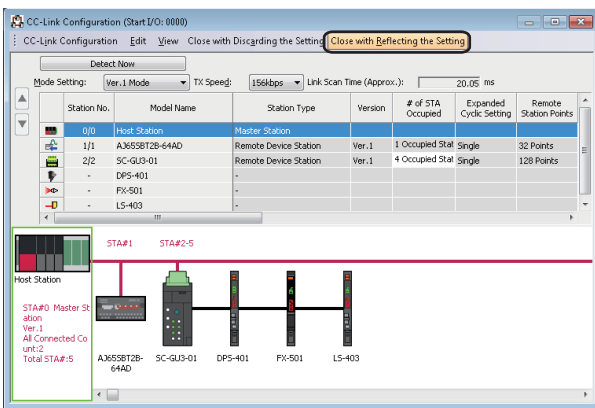 CC-Link Configuration (Start I/O: 0000)
CC-Link Configuration Edit View Close with Discarding the Setting Close with Reflecting the Setting
Detect Now
Mode Setting: Ver.1 Mode TX Speed: 156kbps Link Scan Time (Approx.): 20.05 ms
Station No. Model Name Station Type Version # of STA Occupied Expanded Cyclic Setting Remote Station Points
0/0 Host Station Master Station
1/1 AJ65SBT2B-64AD Remote Device Station Ver.1 1 Occupied Stat Single 32 Points
2/2 SC-GU3-01 Remote Device Station Ver.1 4 Occupied Stat Single 128 Points
- DPS-401 -
- FX-501 -
- LS-403 -
STA#1 STA#2-5
Host Station
STA#0 Master St
ation
Ver.1
All Connected Co
unt:2
Total STA#:5
AJ65SBT2B-
64AD
SC-GU3-01 DPS-401 FX-501 LS-403